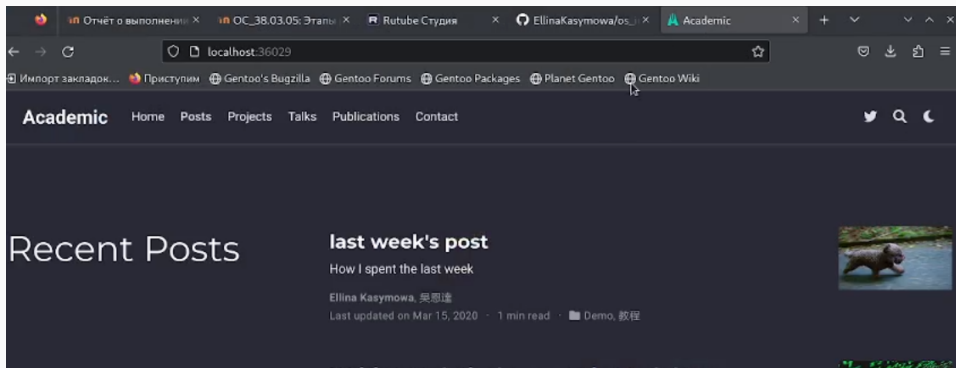 Отчёт о выполнении
ОС_38.03.05: Этапы
Rutube Студия
EllinaKasymowa/os_i
Academic
localhost:36029
Импорт закладок...
Приступим
Gentoo's Bugzilla
Gentoo Forums
Gentoo Packages
Planet Gentoo
Gentoo Wiki
Academic
Home Posts Projects Talks Publications Contact
Recent Posts
last week's post
How I spent the last week
Ellina Kasymowa, 吳恩達
Last updated on Mar 15, 2020 · 1 min read · Demo, 教程